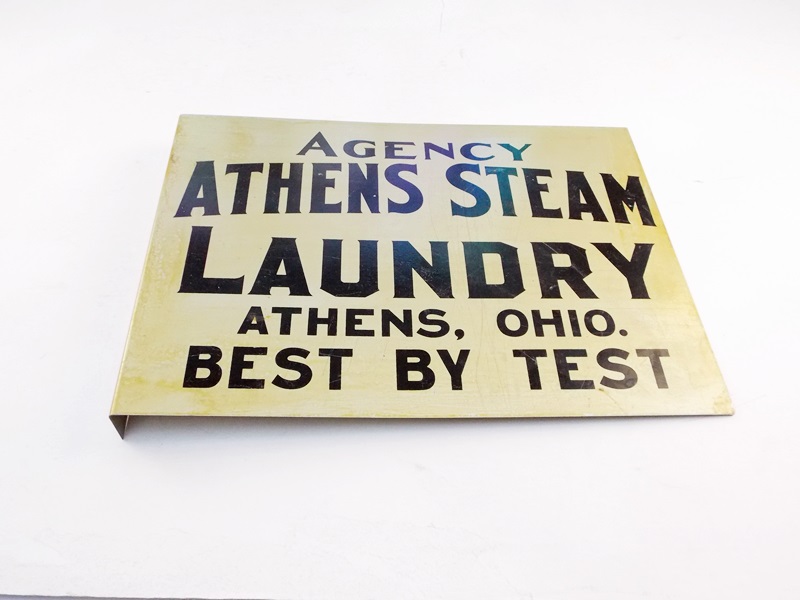 AGENCY
ATHENS STEAM
LAUNDRY
ATHENS, OHIO.
BEST BY TEST